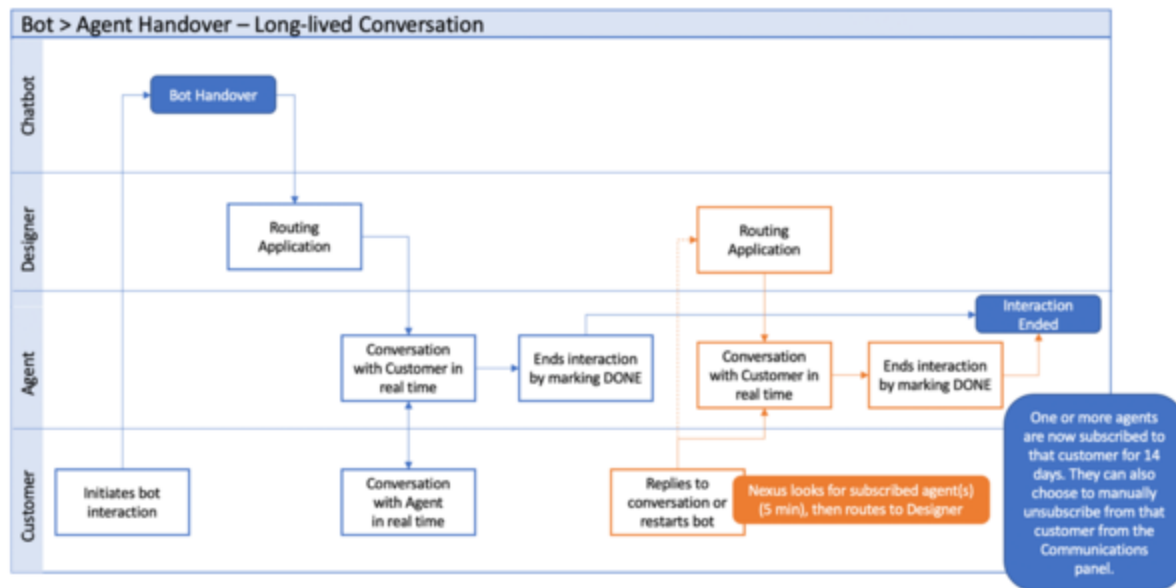 Bot > Agent Handover – Long-lived Conversation
Chatbot
Bot Handover
Designer
Routing
Application
Routing
Application
Agent
Conversation
with Customer in
real time
Ends interaction
by marking DONE
Conversation
with Customer in
real time
Ends interaction
by marking DONE
Interaction
Ended
Customer
Initiates bot
interaction
Conversation
with Agent
in real time
Replies to
conversation or
restarts bot
Nexus looks for subscribed agent(s)
(5 min), then routes to Designer
One or more agents
are now subscribed to
that customer for 14
days. They can also
choose to manually
unsubscribe from that
customer from the
Communications
panel.